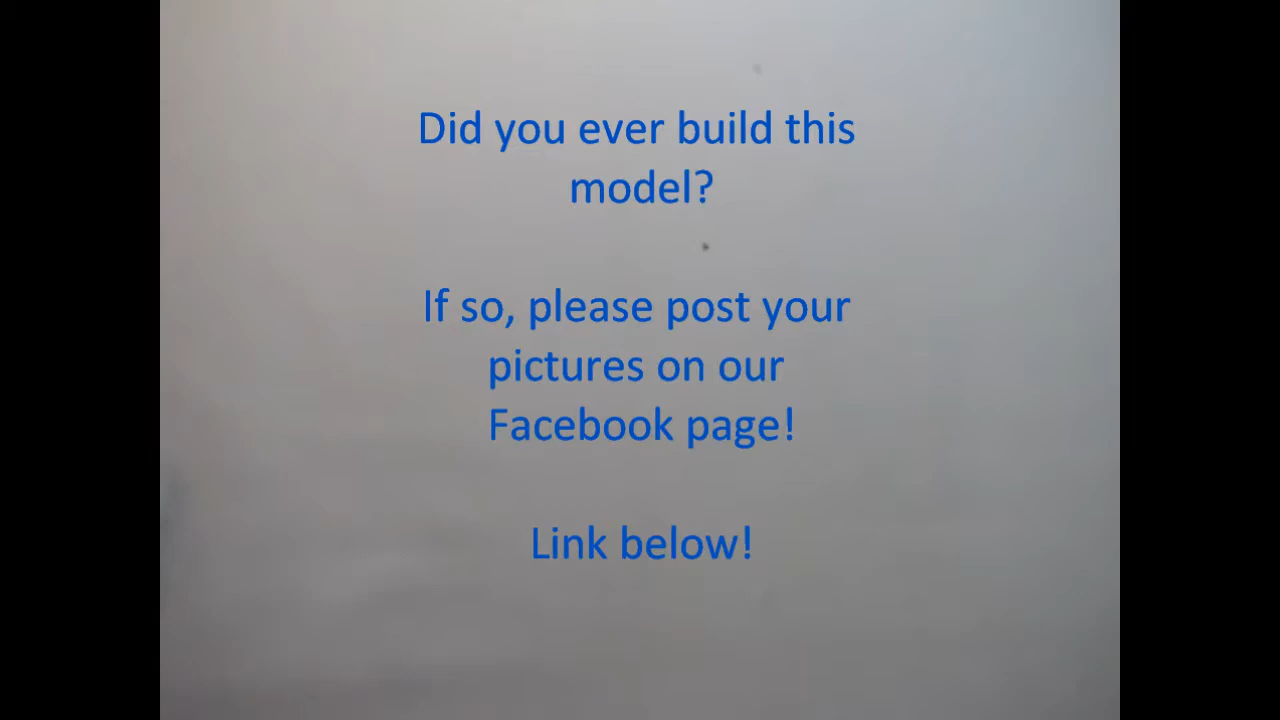 Did you ever build this
model?
If so, please post your
pictures on our
Facebook page!
Link below!